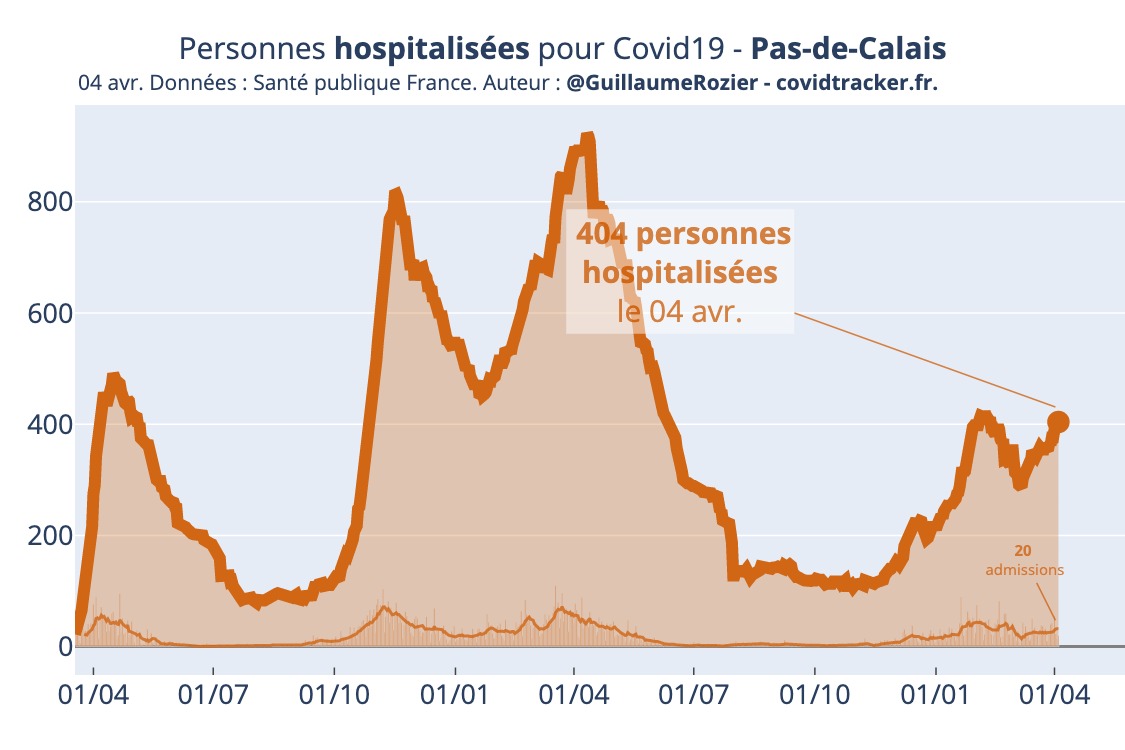 Personnes hospitalisées pour Covid19 - Pas-de-Calais
04 avr. Données : Santé publique France. Auteur : @GuillaumeRozier - covidtracker.fr.
800
600
400
200
0
404 personnes
hospitalisées
le 04 avr.
20
admissions
01/04
01/07
01/10
01/01
01/04
01/07
01/10
01/01
01/04